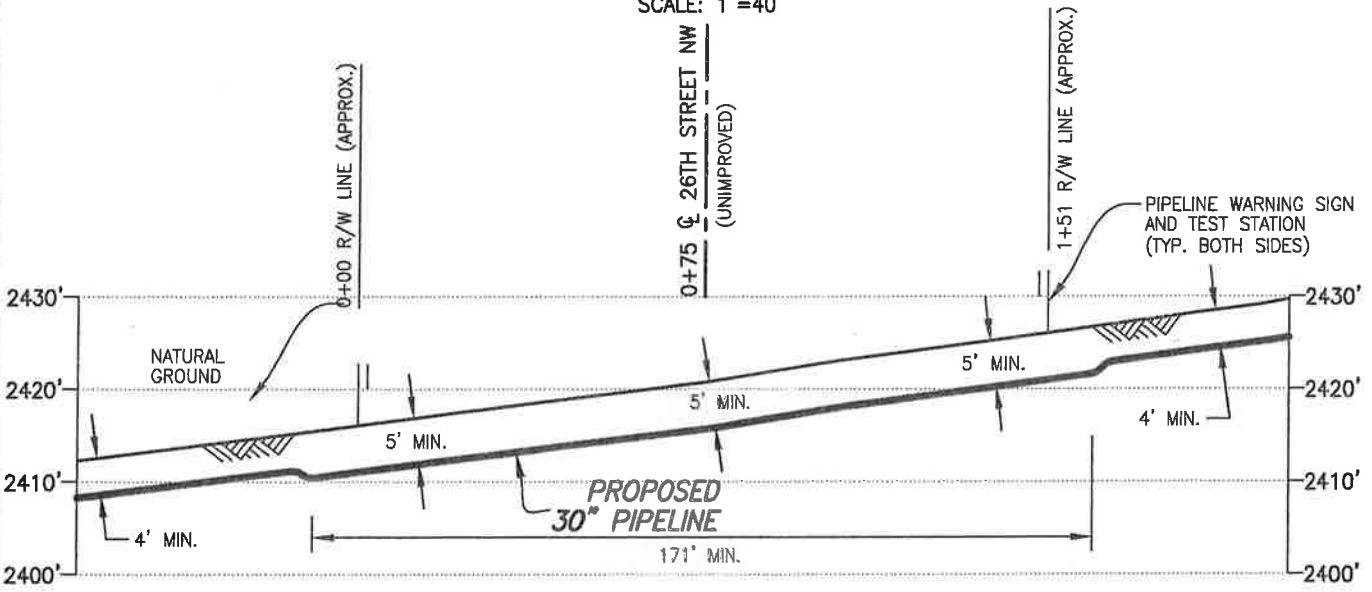 SCALE: 1"=40'
0+00 R/W LINE (APPROX.)
0+75 ℄ 26TH STREET NW
(UNIMPROVED)
1+51 R/W LINE (APPROX.)
PIPELINE WARNING SIGN
AND TEST STATION
(TYP. BOTH SIDES)
2430'
2430'
NATURAL
GROUND
2420'
2420'
5' MIN.
5' MIN.
5' MIN.
4' MIN.
2410'
2410'
PROPOSED
30" PIPELINE
4' MIN.
171' MIN.
2400'
2400'